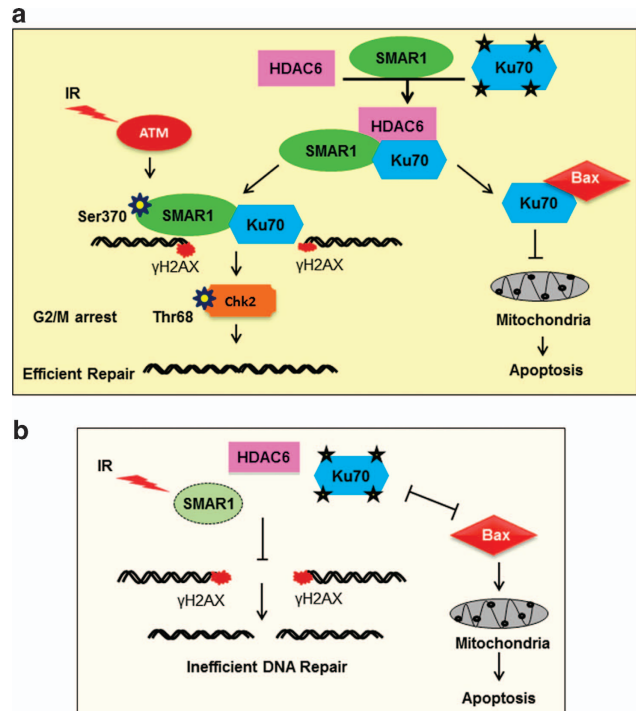 a
HDAC6
SMAR1
Ku70
IR
ATM
HDAC6
SMAR1
Ku70
Bax
Ku70
Ser370
SMAR1
Ku70
γH2AX
γH2AX
Chk2
G2/M arrest
Thr68
Mitochondria
Efficient Repair
Apoptosis
b
IR
HDAC6
Ku70
SMAR1
Bax
γH2AX
γH2AX
Mitochondria
Inefficient DNA Repair
Apoptosis